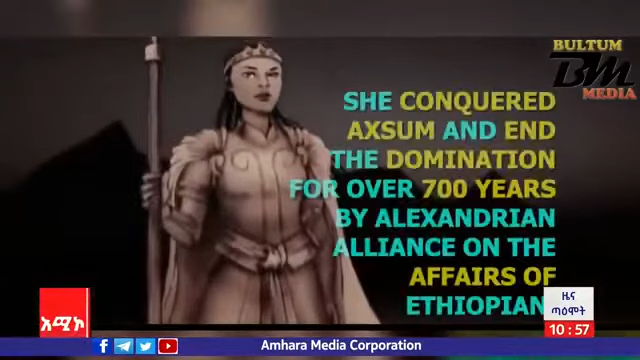 BULTUM
BM
MEDIA
SHE CONQUERED
AXSUM AND END
THE DOMINATION
FOR OVER 700 YEARS
BY ALEXANDRIAN
ALLIANCE ON THE
AFFAIRS OF
ETHIOPIAN
አሚኮ
ዜና
ጣዕሞት
10:57
Amhara Media Corporation